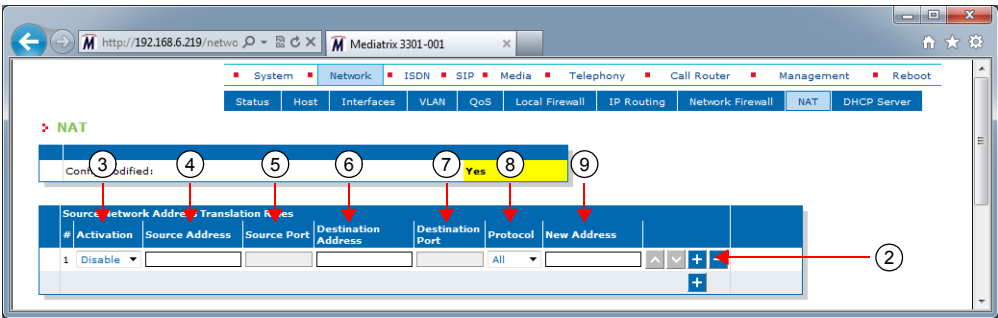 http://192.168.6.219/netwo
Mediatrix 3301-001
System Network ISDN SIP Media Telephony Call Router Management Reboot
Status Host Interfaces VLAN QoS Local Firewall IP Routing Network Firewall NAT DHCP Server
NAT
3 4 5 6 7 8 9
Yes
Source Network Address Translation Rules
# Activation Source Address Source Port Destination Address Destination Port Protocol New Address
1 Disable All
2